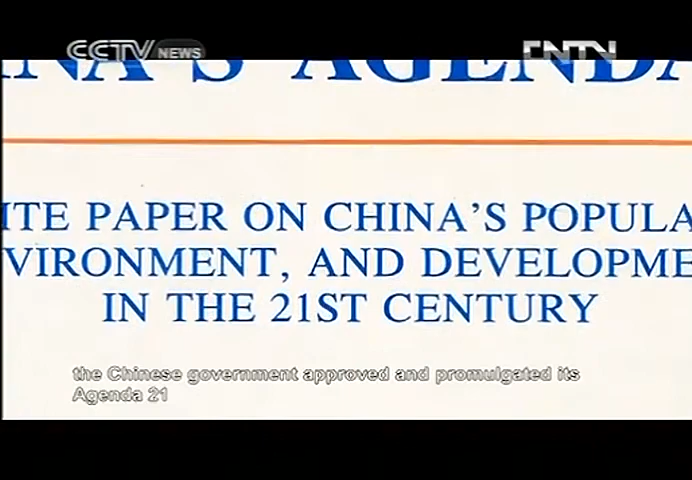 CCTV NEWS
CNTV
INA'S AGENDA
ITE PAPER ON CHINA'S POPULA
VIRONMENT, AND DEVELOPME
IN THE 21ST CENTURY
the Chinese government approved and promulgated its
Agenda 21